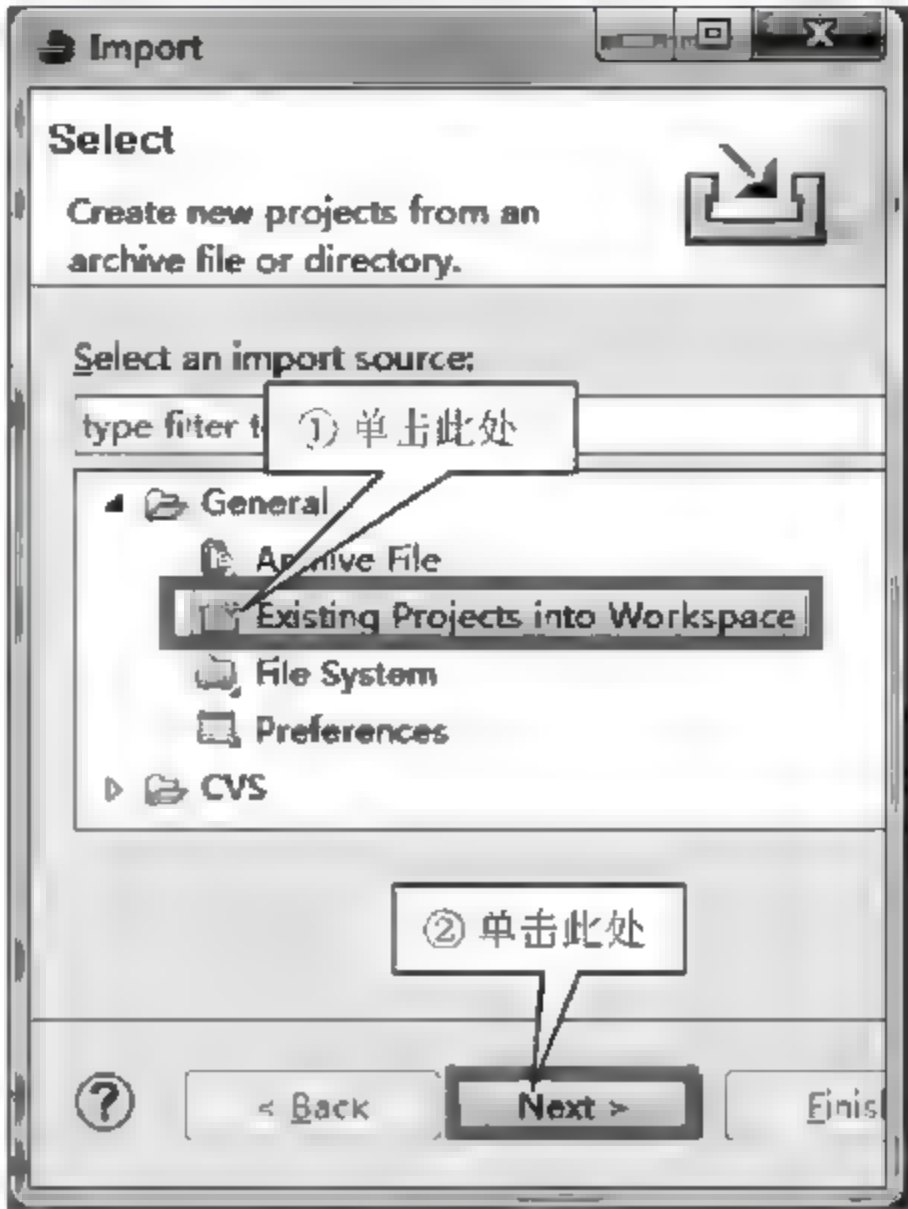 Import
Select
Create new projects from an
archive file or directory.
Select an import source:
type filter t
① 单击此处
General
Archive File
Existing Projects into Workspace
File System
Preferences
CVS
② 单击此处
?
< Back
Next >
Finis